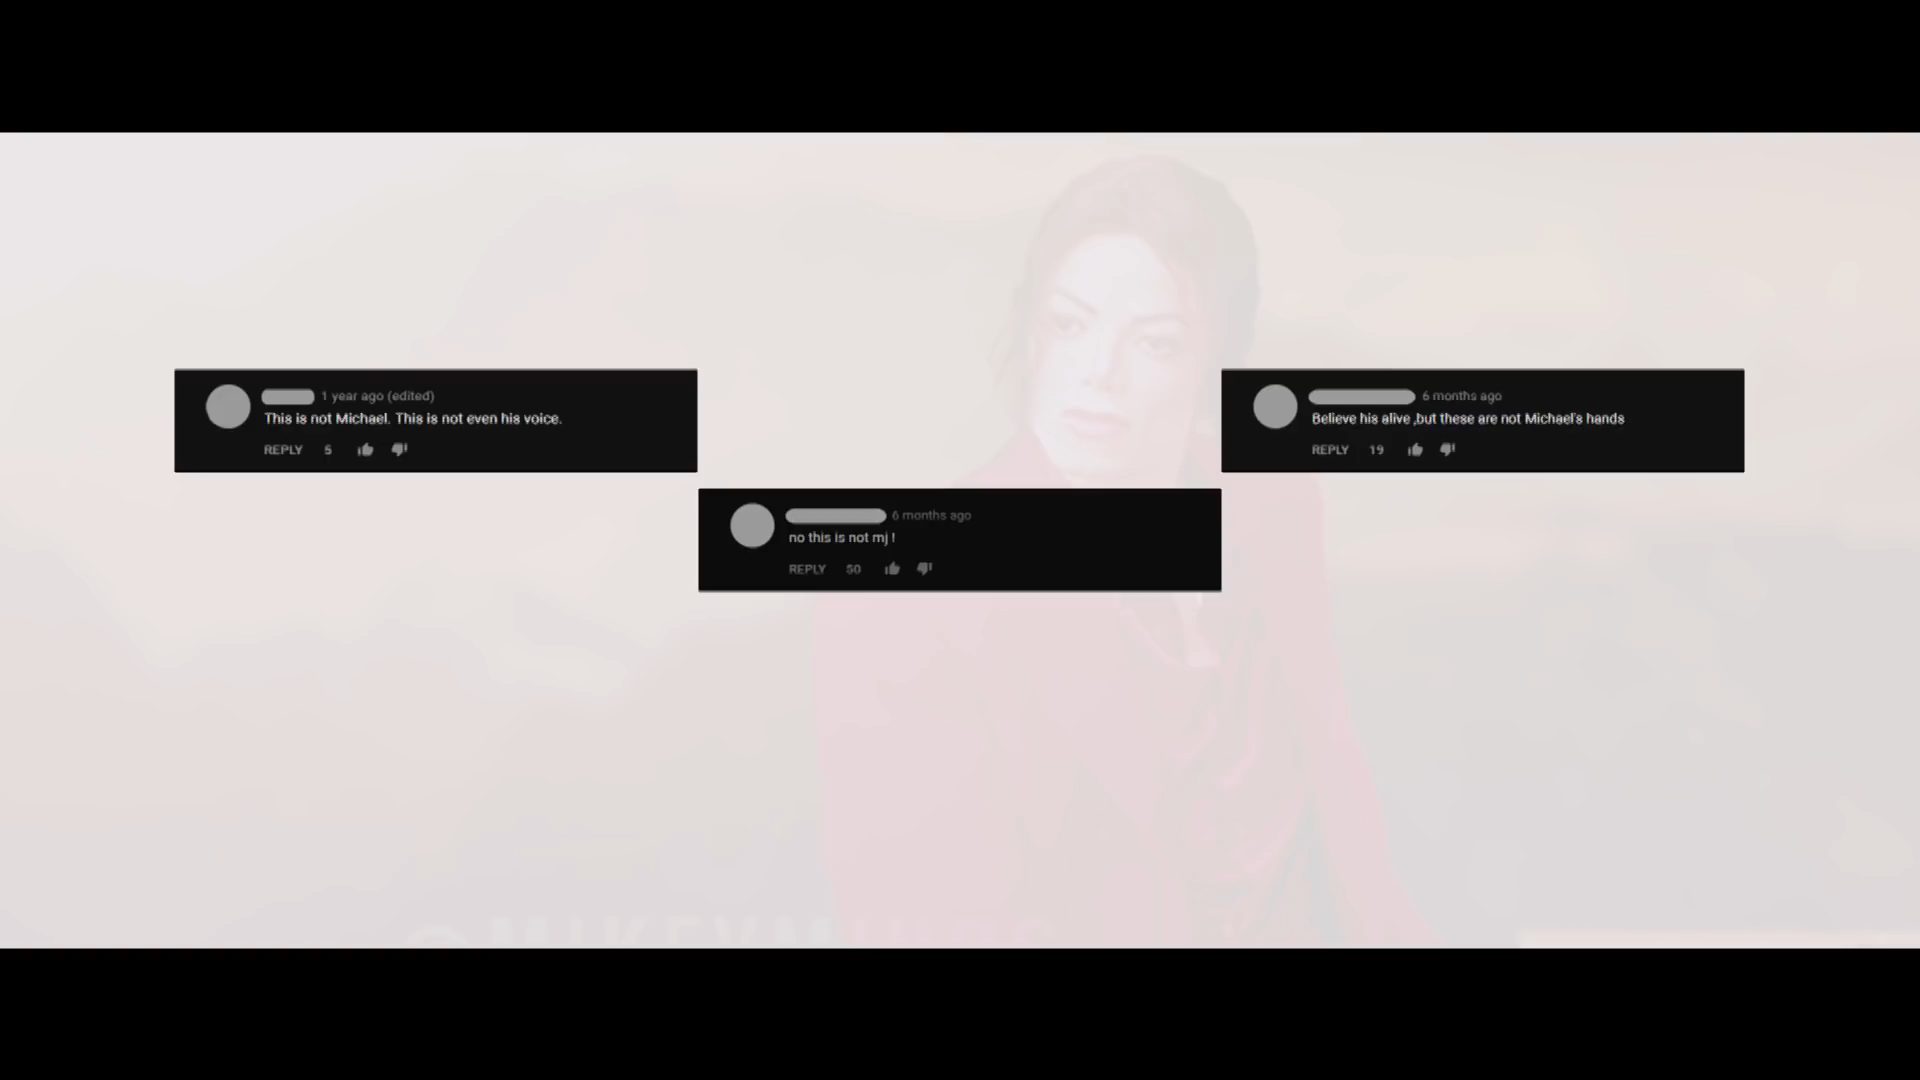 1 year ago (edited)
This is not Michael. This is not even his voice.
REPLY 5
6 months ago
Believe his alive ,but these are not Michael's hands
REPLY 19
6 months ago
no this is not mj !
REPLY 50